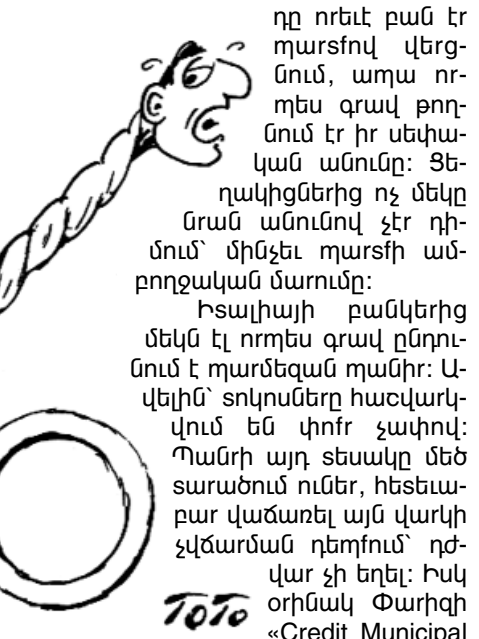 դը որեւէ բան էր
պարտքով վերց-
նում, ապա որ-
պես գրավ թող-
նում էր իր սեփա-
կան անունը: Ցե-
ղակիցներից ոչ մեկը
նրան անունով չէր դի-
մում՝ մինչեւ պարտքի ամ-
բողջական մարումը:
Իտալիայի բանկերից
մեկն էլ որպես գրավ ընդու-
նում է պարմեզան պանիր: Ա-
վելին՝ տոկոսները հաշվարկ-
վում են փոքր չափով:
Պանրի այդ տեսակը մեծ
տարածում ուներ, հետեւա-
բար վաճառել այն վարկի
չվճարման դեպքում՝ դժ-
վար չի եղել: Իսկ
օրինակ Փարիզի
«Credit Municipal
TOTO